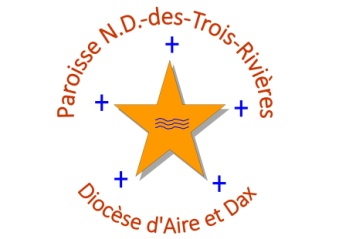 Paroisse N.D.-des-Trois-Rivières
Diocèse d'Aire et Dax